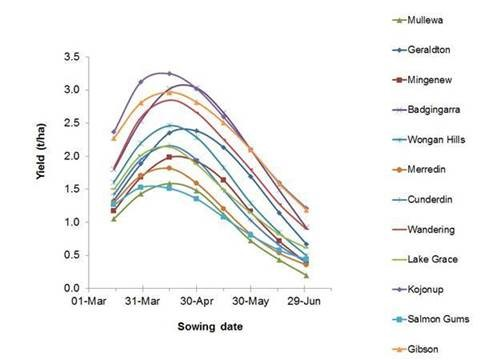 Yield (t/ha)
3.5
3.0
2.5
2.0
1.5
1.0
0.5
0.0
01-Mar 31-Mar 30-Apr 30-May 29-Jun
Sowing date
Mullewa
Geraldton
Mingenew
Badgingarra
Wongan Hills
Merredin
Cunderdin
Wandering
Lake Grace
Kojonup
Salmon Gums
Gibson